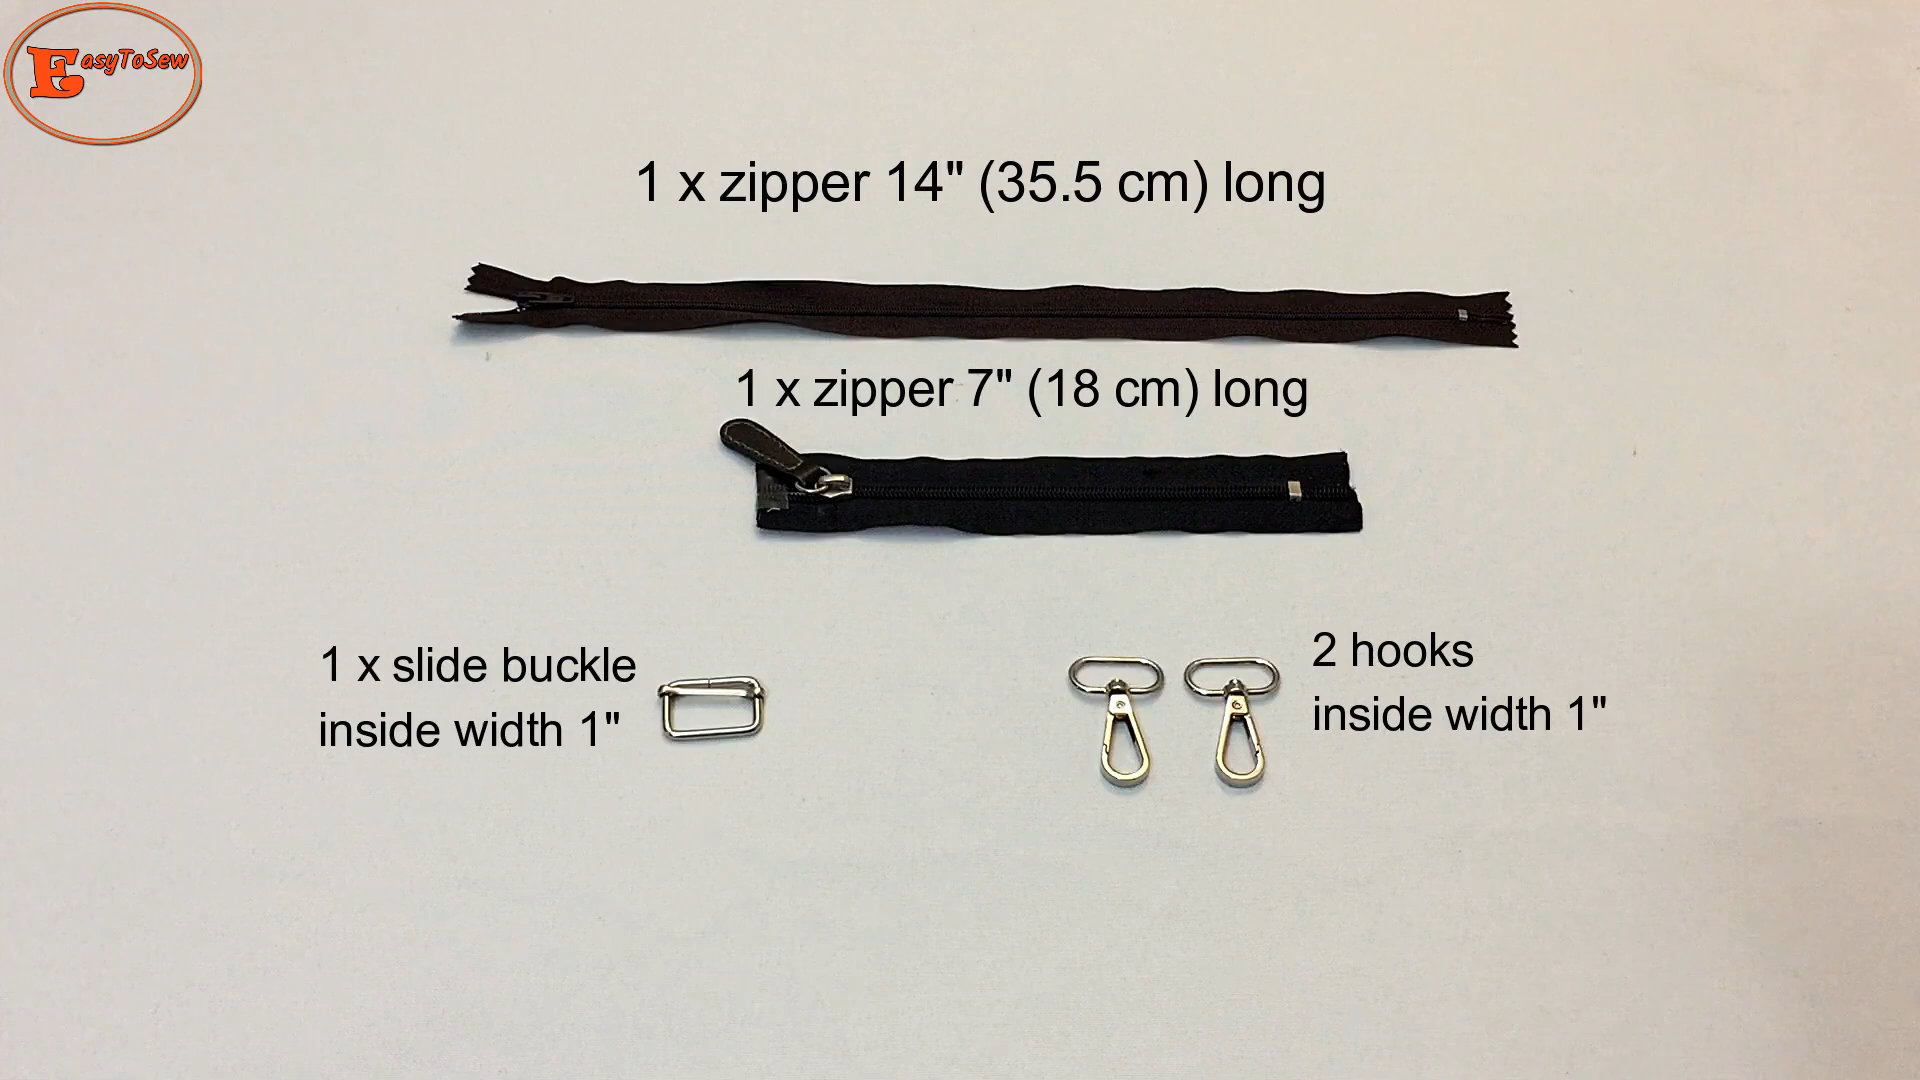 EasyToSew
1 x zipper 14" (35.5 cm) long
1 x zipper 7" (18 cm) long
1 x slide buckle
inside width 1"
2 hooks
inside width 1"